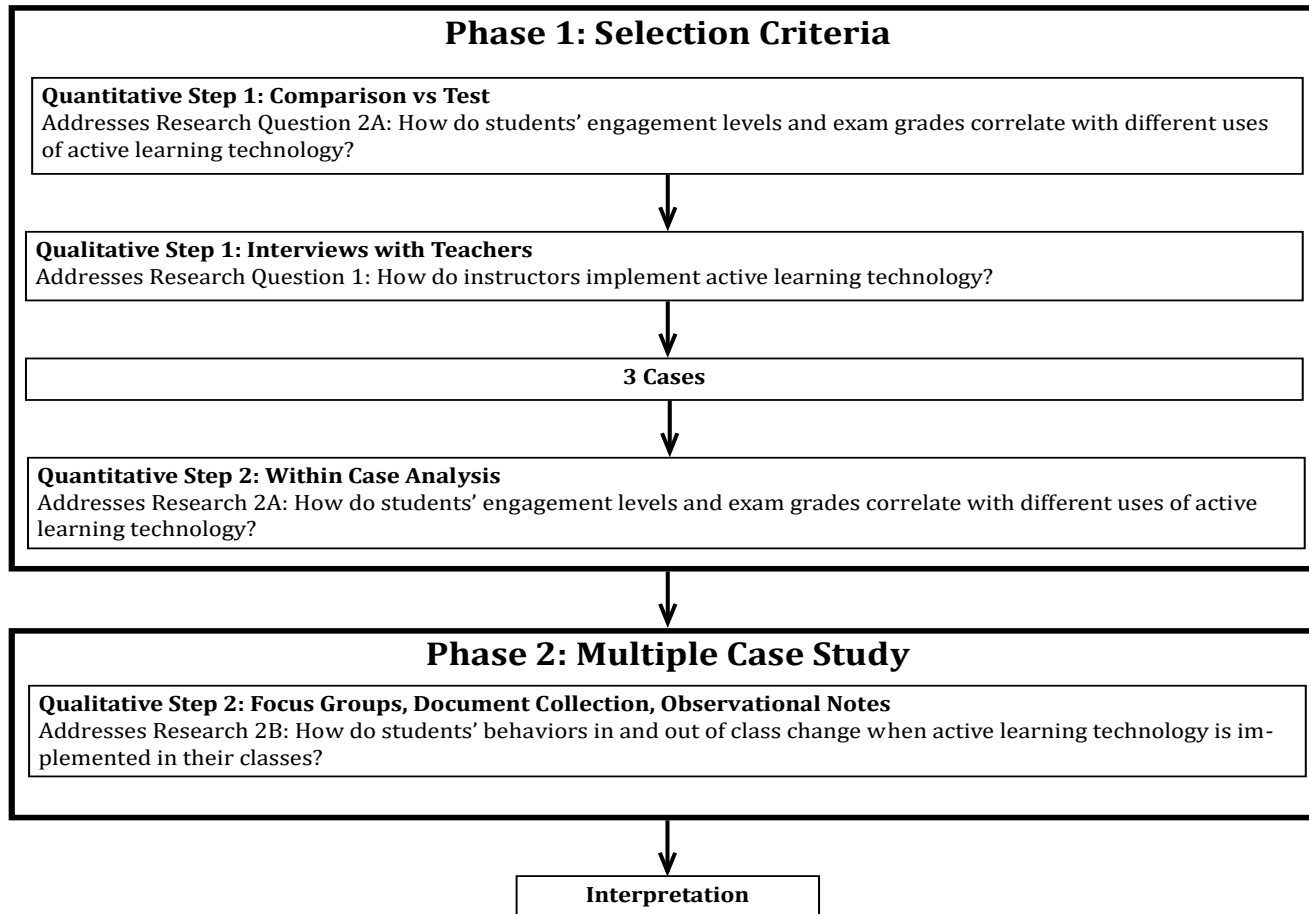 Phase 1: Selection Criteria
Quantitative Step 1: Comparison vs Test
Addresses Research Question 2A: How do students’ engagement levels and exam grades correlate with different uses
of active learning technology?
Qualitative Step 1: Interviews with Teachers
Addresses Research Question 1: How do instructors implement active learning technology?
3 Cases
Quantitative Step 2: Within Case Analysis
Addresses Research 2A: How do students’ engagement levels and exam grades correlate with different uses of active
learning technology?
Phase 2: Multiple Case Study
Qualitative Step 2: Focus Groups, Document Collection, Observational Notes
Addresses Research 2B: How do students’ behaviors in and out of class change when active learning technology is im-
plemented in their classes?
Interpretation